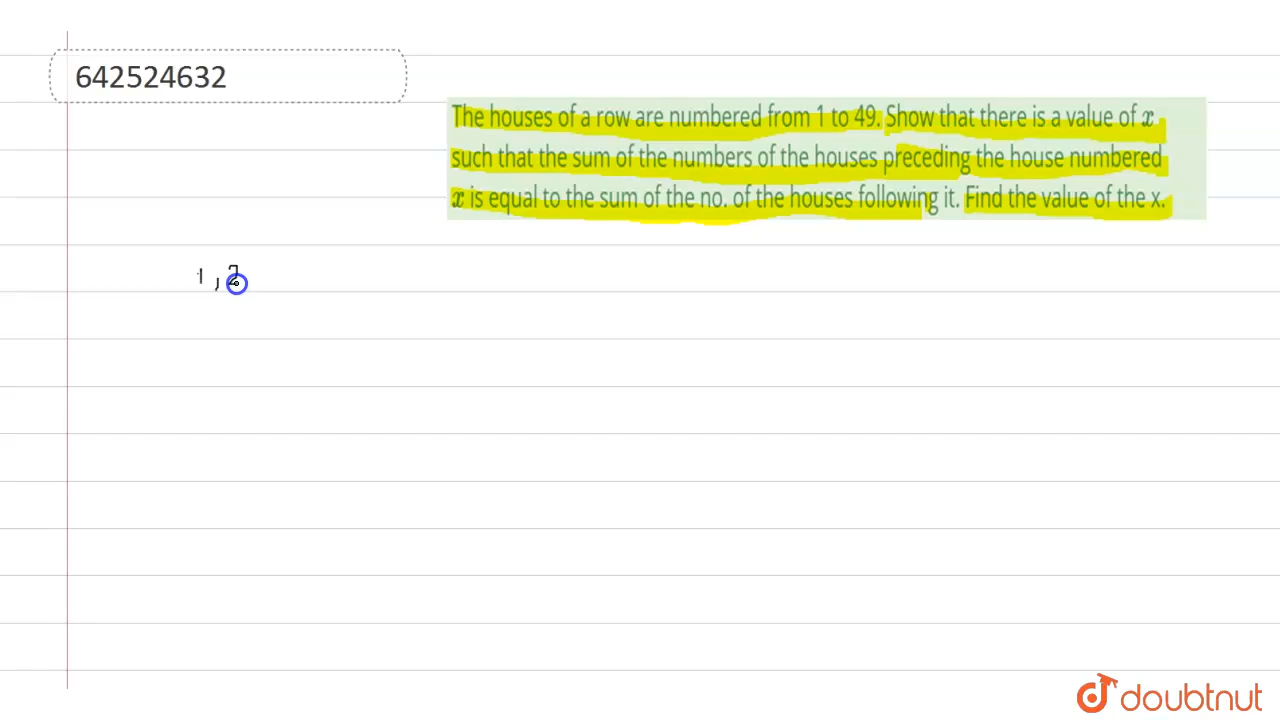 642524632
The houses of a row are numbered from 1 to 49. Show that there is a value of x
such that the sum of the numbers of the houses preceding the house numbered
x is equal to the sum of the no. of the houses following it. Find the value of the x.
1 , 2
doubtnut